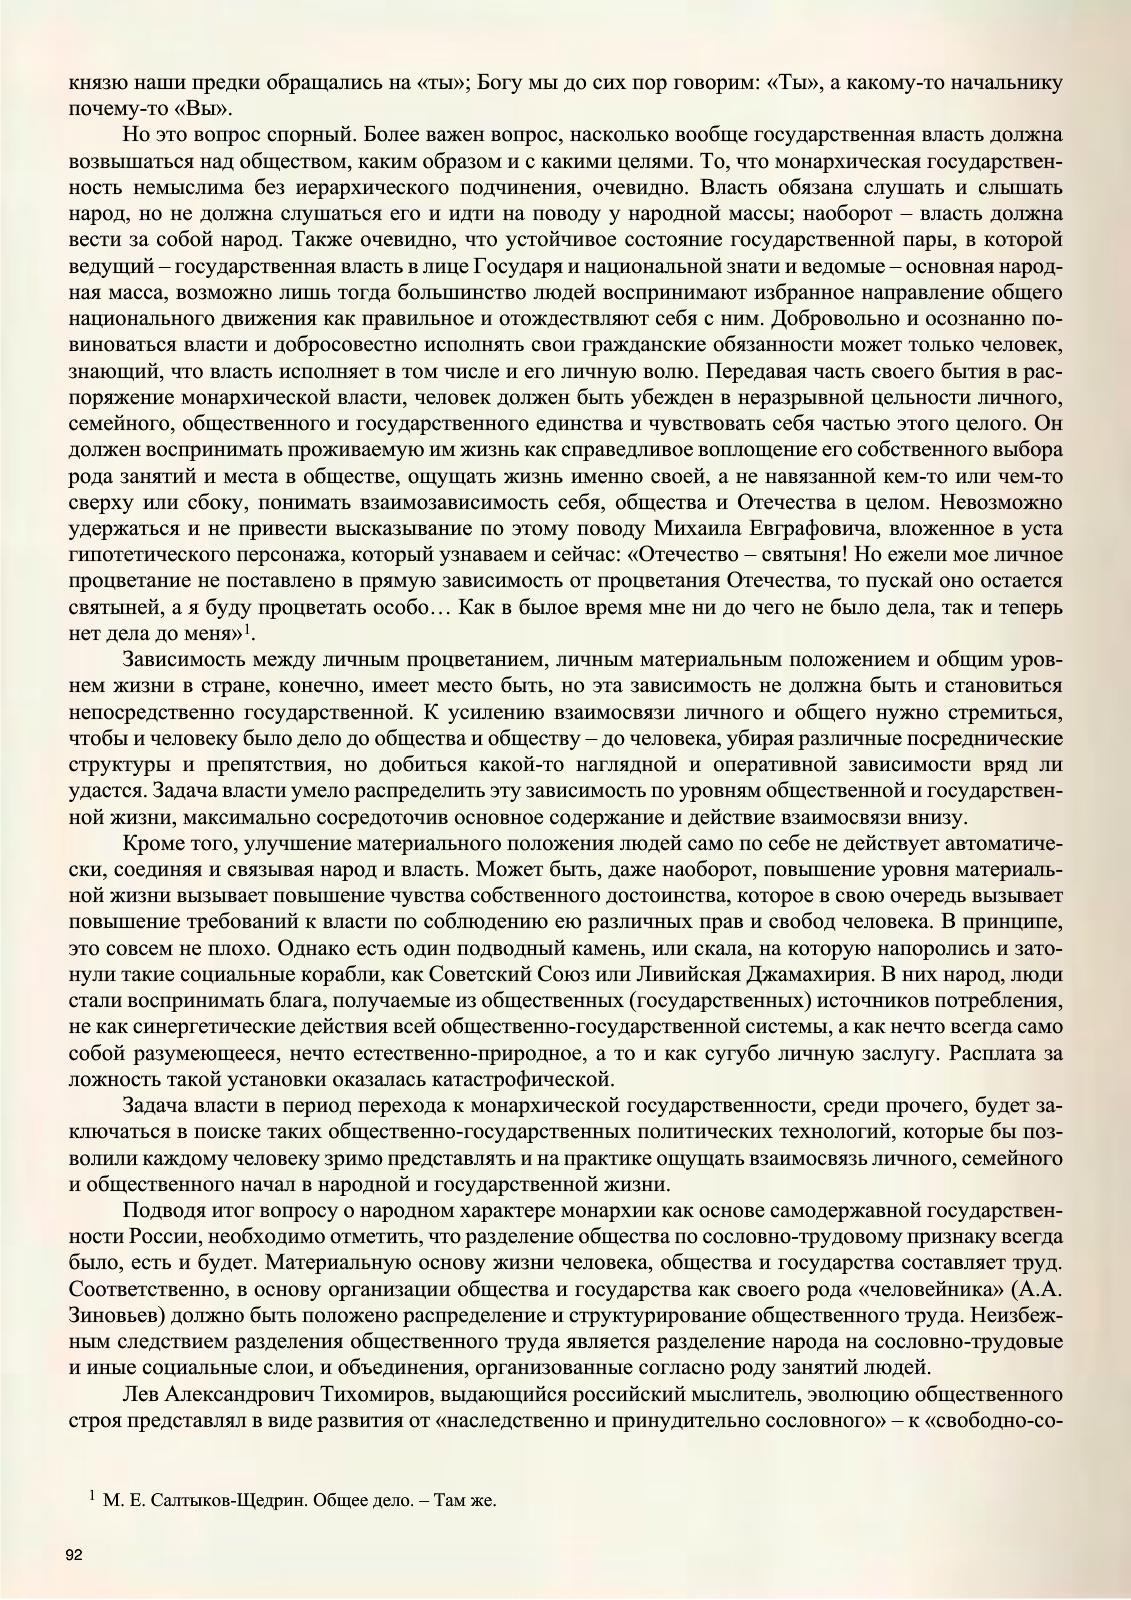 князю наши предки обращались на «ты»; Богу мы до сих пор говорим: «Ты», а какому-то начальнику
почему-то «Вы».
Но это вопрос спорный. Более важен вопрос, насколько вообще государственная власть должна
возвышаться над обществом, каким образом и с какими целями. То, что монархическая государствен-
ность немыслима без иерархического подчинения, очевидно. Власть обязана слушать и слышать
народ, но не должна слушаться его и идти на поводу у народной массы; наоборот – власть должна
вести за собой народ. Также очевидно, что устойчивое состояние государственной пары, в которой
ведущий – государственная власть в лице Государя и национальной знати и ведомые – основная народ-
ная масса, возможно лишь тогда большинство людей воспринимают избранное направление общего
национального движения как правильное и отождествляют себя с ним. Добровольно и осознанно по-
виноваться власти и добросовестно исполнять свои гражданские обязанности может только человек,
знающий, что власть исполняет в том числе и его личную волю. Передавая часть своего бытия в рас-
поряжение монархической власти, человек должен быть убежден в неразрывной цельности личного,
семейного, общественного и государственного единства и чувствовать себя частью этого целого. Он
должен воспринимать проживаемую им жизнь как справедливое воплощение его собственного выбора
рода занятий и места в обществе, ощущать жизнь именно своей, а не навязанной кем-то или чем-то
сверху или сбоку, понимать взаимозависимость себя, общества и Отечества в целом. Невозможно
удержаться и не привести высказывание по этому поводу Михаила Евграфовича, вложенное в уста
гипотетического персонажа, который узнаваем и сейчас: «Отечество – святыня! Но ежели мое личное
процветание не поставлено в прямую зависимость от процветания Отечества, то пускай оно остается
святыней, а я буду процветать особо… Как в былое время мне ни до чего не было дела, так и теперь
нет дела до меня»¹.
Зависимость между личным процветанием, личным материальным положением и общим уров-
нем жизни в стране, конечно, имеет место быть, но эта зависимость не должна быть и становиться
непосредственно государственной. К усилению взаимосвязи личного и общего нужно стремиться,
чтобы и человеку было дело до общества и обществу – до человека, убирая различные посреднические
структуры и препятствия, но добиться какой-то наглядной и оперативной зависимости вряд ли
удастся. Задача власти умело распределить эту зависимость по уровням общественной и государствен-
ной жизни, максимально сосредоточив основное содержание и действие взаимосвязи внизу.
Кроме того, улучшение материального положения людей само по себе не действует автоматиче-
ски, соединяя и связывая народ и власть. Может быть, даже наоборот, повышение уровня материаль-
ной жизни вызывает повышение чувства собственного достоинства, которое в свою очередь вызывает
повышение требований к власти по соблюдению ею различных прав и свобод человека. В принципе,
это совсем не плохо. Однако есть один подводный камень, или скала, на которую напоролись и зато-
нули такие социальные корабли, как Советский Союз или Ливийская Джамахирия. В них народ, люди
стали воспринимать блага, получаемые из общественных (государственных) источников потребления,
не как синергетические действия всей общественно-государственной системы, а как нечто всегда само
собой разумеющееся, нечто естественно-природное, а то и как сугубо личную заслугу. Расплата за
ложность такой установки оказалась катастрофической.
Задача власти в период перехода к монархической государственности, среди прочего, будет за-
ключаться в поиске таких общественно-государственных политических технологий, которые бы поз-
волили каждому человеку зримо представлять и на практике ощущать взаимосвязь личного, семейного
и общественного начал в народной и государственной жизни.
Подводя итог вопросу о народном характере монархии как основе самодержавной государствен-
ности России, необходимо отметить, что разделение общества по сословно-трудовому признаку всегда
было, есть и будет. Материальную основу жизни человека, общества и государства составляет труд.
Соответственно, в основу организации общества и государства как своего рода «человейника» (А.А.
Зиновьев) должно быть положено распределение и структурирование общественного труда. Неизбеж-
ным следствием разделения общественного труда является разделение народа на сословно-трудовые
и иные социальные слои, и объединения, организованные согласно роду занятий людей.
Лев Александрович Тихомиров, выдающийся российский мыслитель, эволюцию общественного
строя представлял в виде развития от «наследственно и принудительно сословного» – к «свободно-со-
¹ М. Е. Салтыков-Щедрин. Общее дело. – Там же.
92